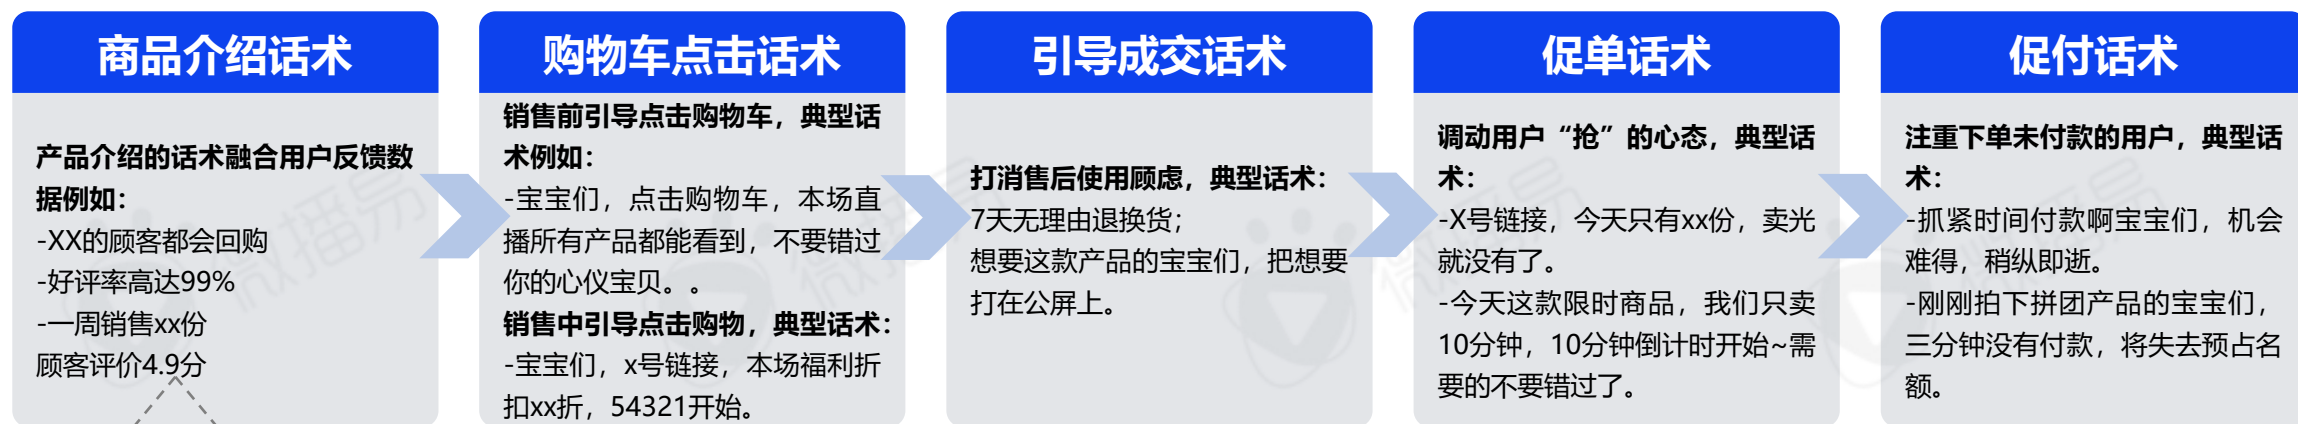 商品介绍话术
产品介绍的话术融合用户反馈数
据例如：
-XX的顾客都会回购
-好评率高达99%
-一周销售xx份
顾客评价4.9分
购物车点击话术
销售前引导点击购物车，典型话
术例如：
-宝宝们，点击购物车，本场直
播所有产品都能看到，不要错过
你的心仪宝贝。。
销售中引导点击购物，典型话术：
-宝宝们，x号链接，本场福利折
扣xx折，54321开始。
引导成交话术
打消售后使用顾虑，典型话术：
7天无理由退换货；
想要这款产品的宝宝们，把想要
打在公屏上。
促单话术
调动用户“抢”的心态，典型话
术：
-X号链接，今天只有xx份，卖光
就没有了。
-今天这款限时商品，我们只卖
10分钟，10分钟倒计时开始~需
要的不要错过了。
促付话术
注重下单未付款的用户，典型话
术：
-抓紧时间付款啊宝宝们，机会
难得，稍纵即逝。
-刚刚拍下拼团产品的宝宝们，
三分钟没有付款，将失去预占名
额。
微播易
微播易
微播易
微播易